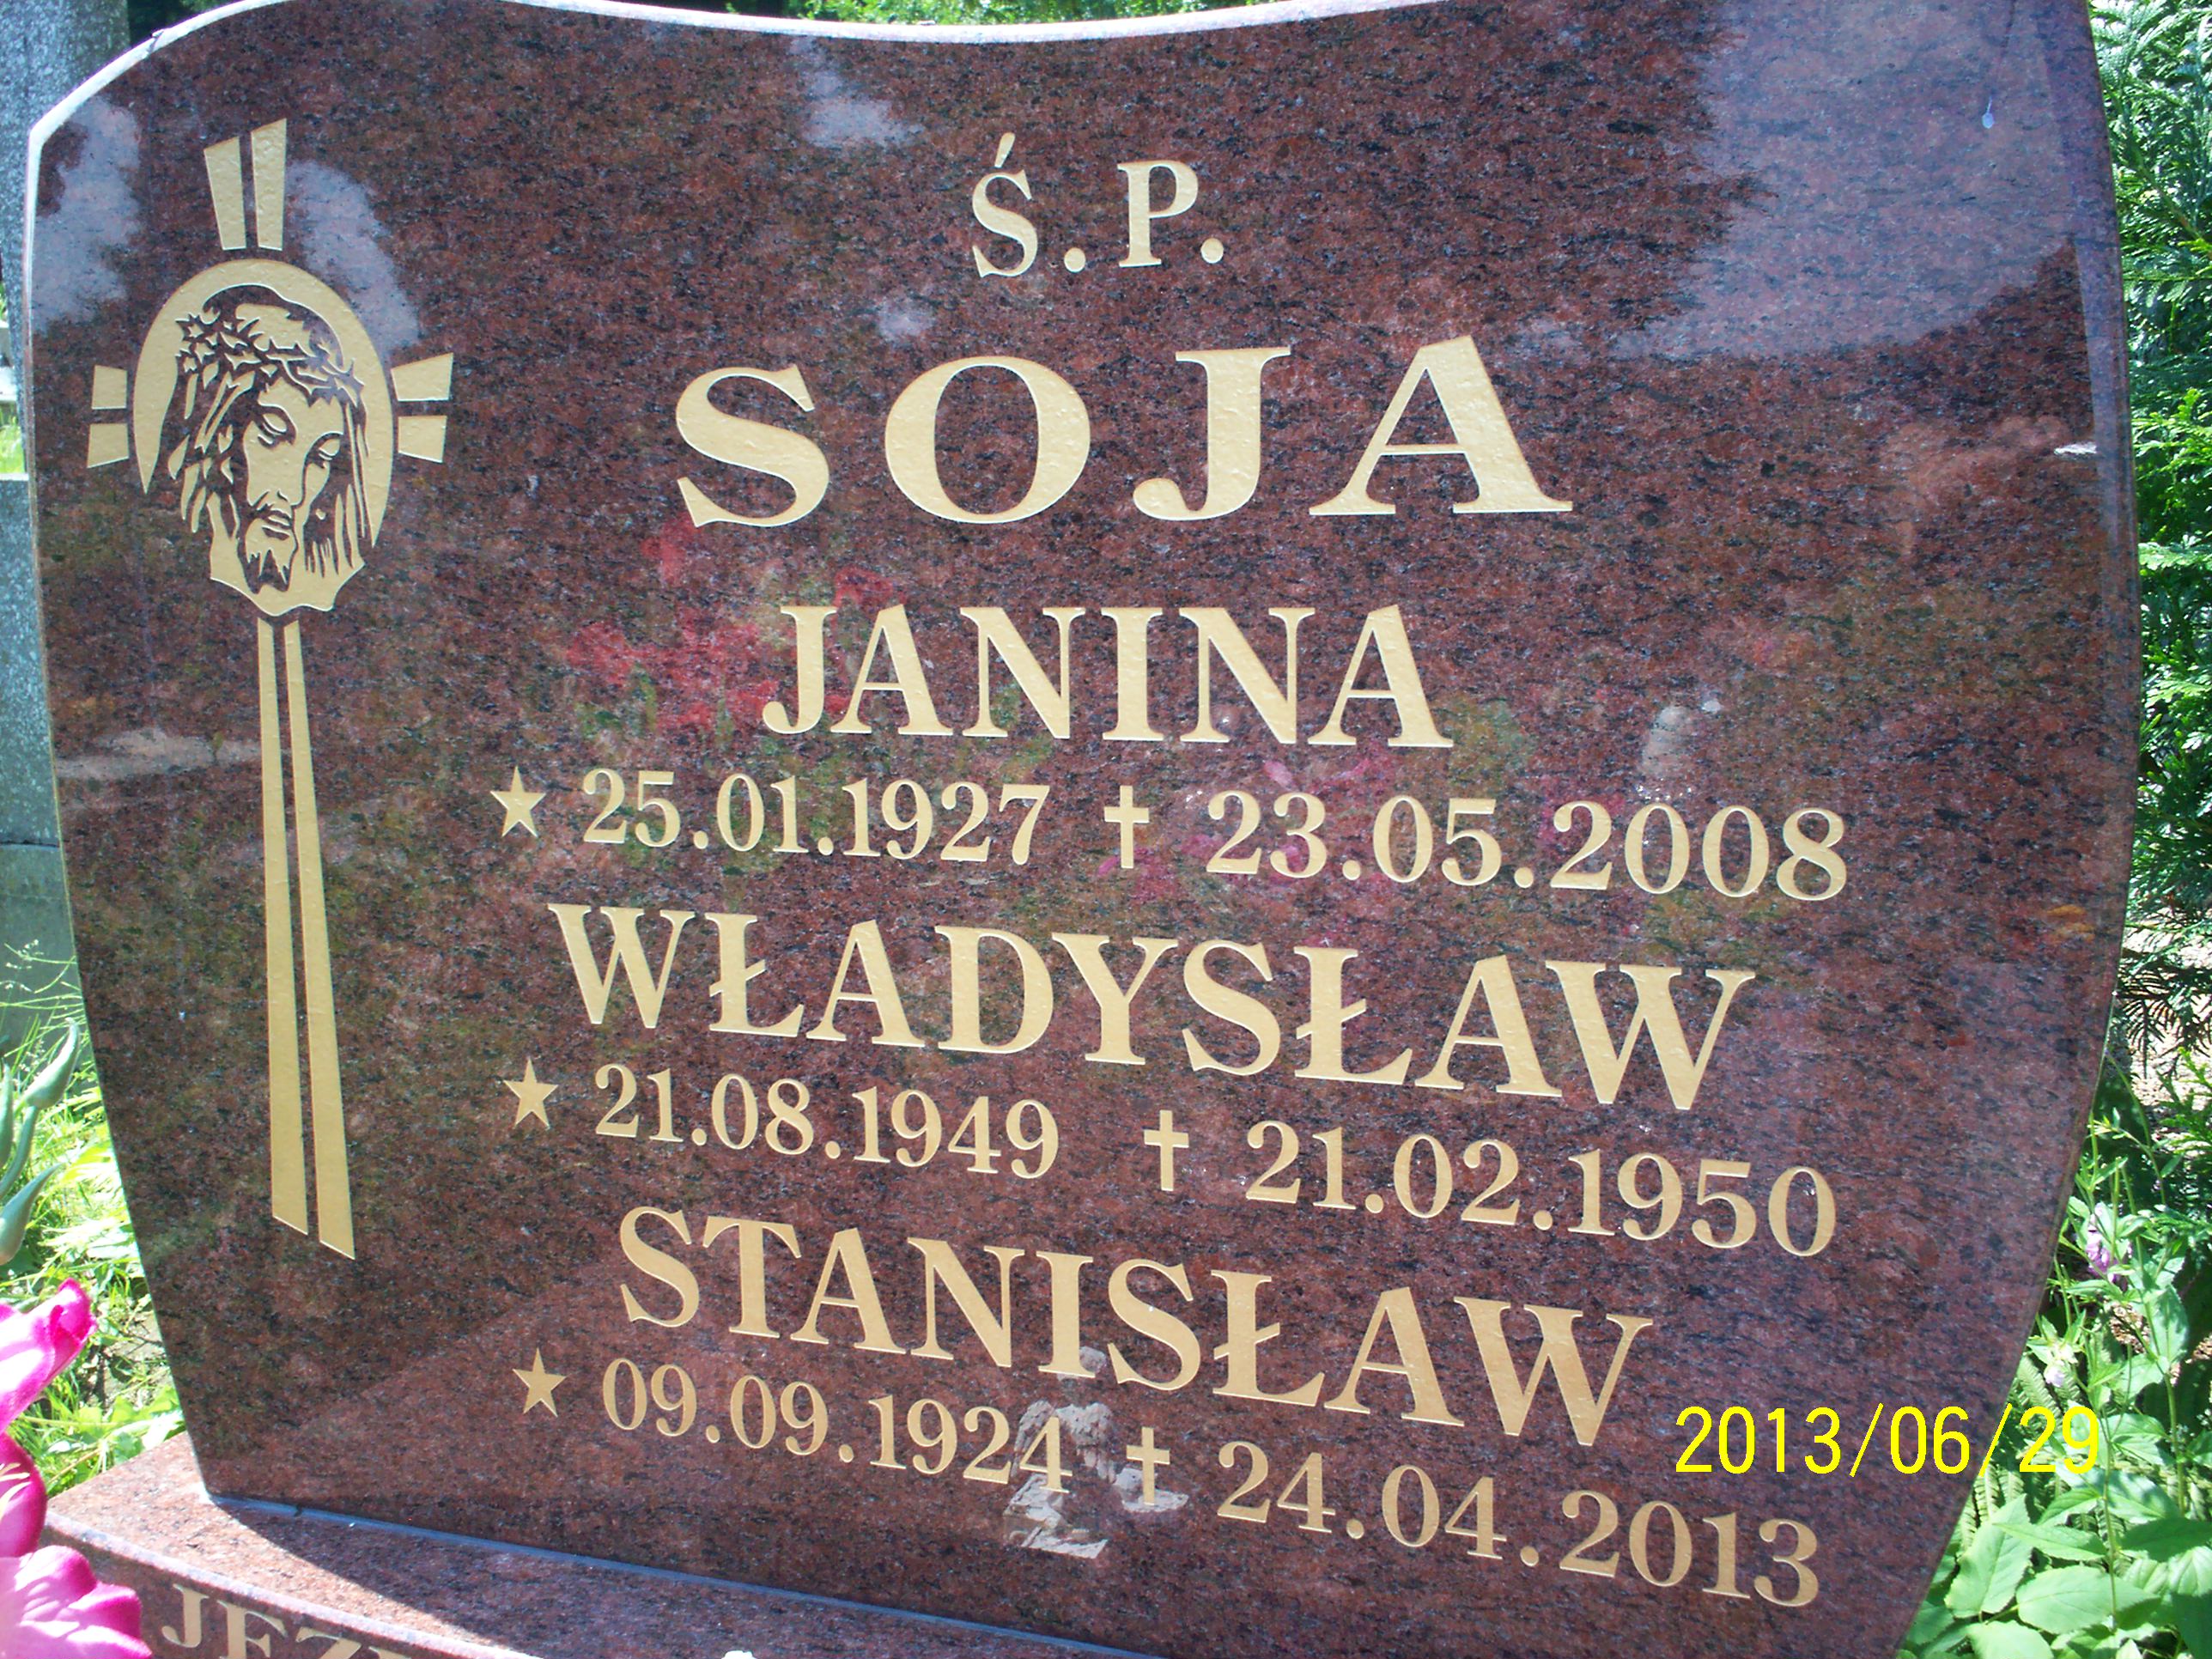 Ś.P.
SOJA
JANINA
★ 25.01.1927 ✝ 23.05.2008
WŁADYSŁAW
★ 21.08.1949 ✝ 21.02.1950
STANISŁAW
★ 09.09.1924 ✝ 24.04.2013
2013/06/29